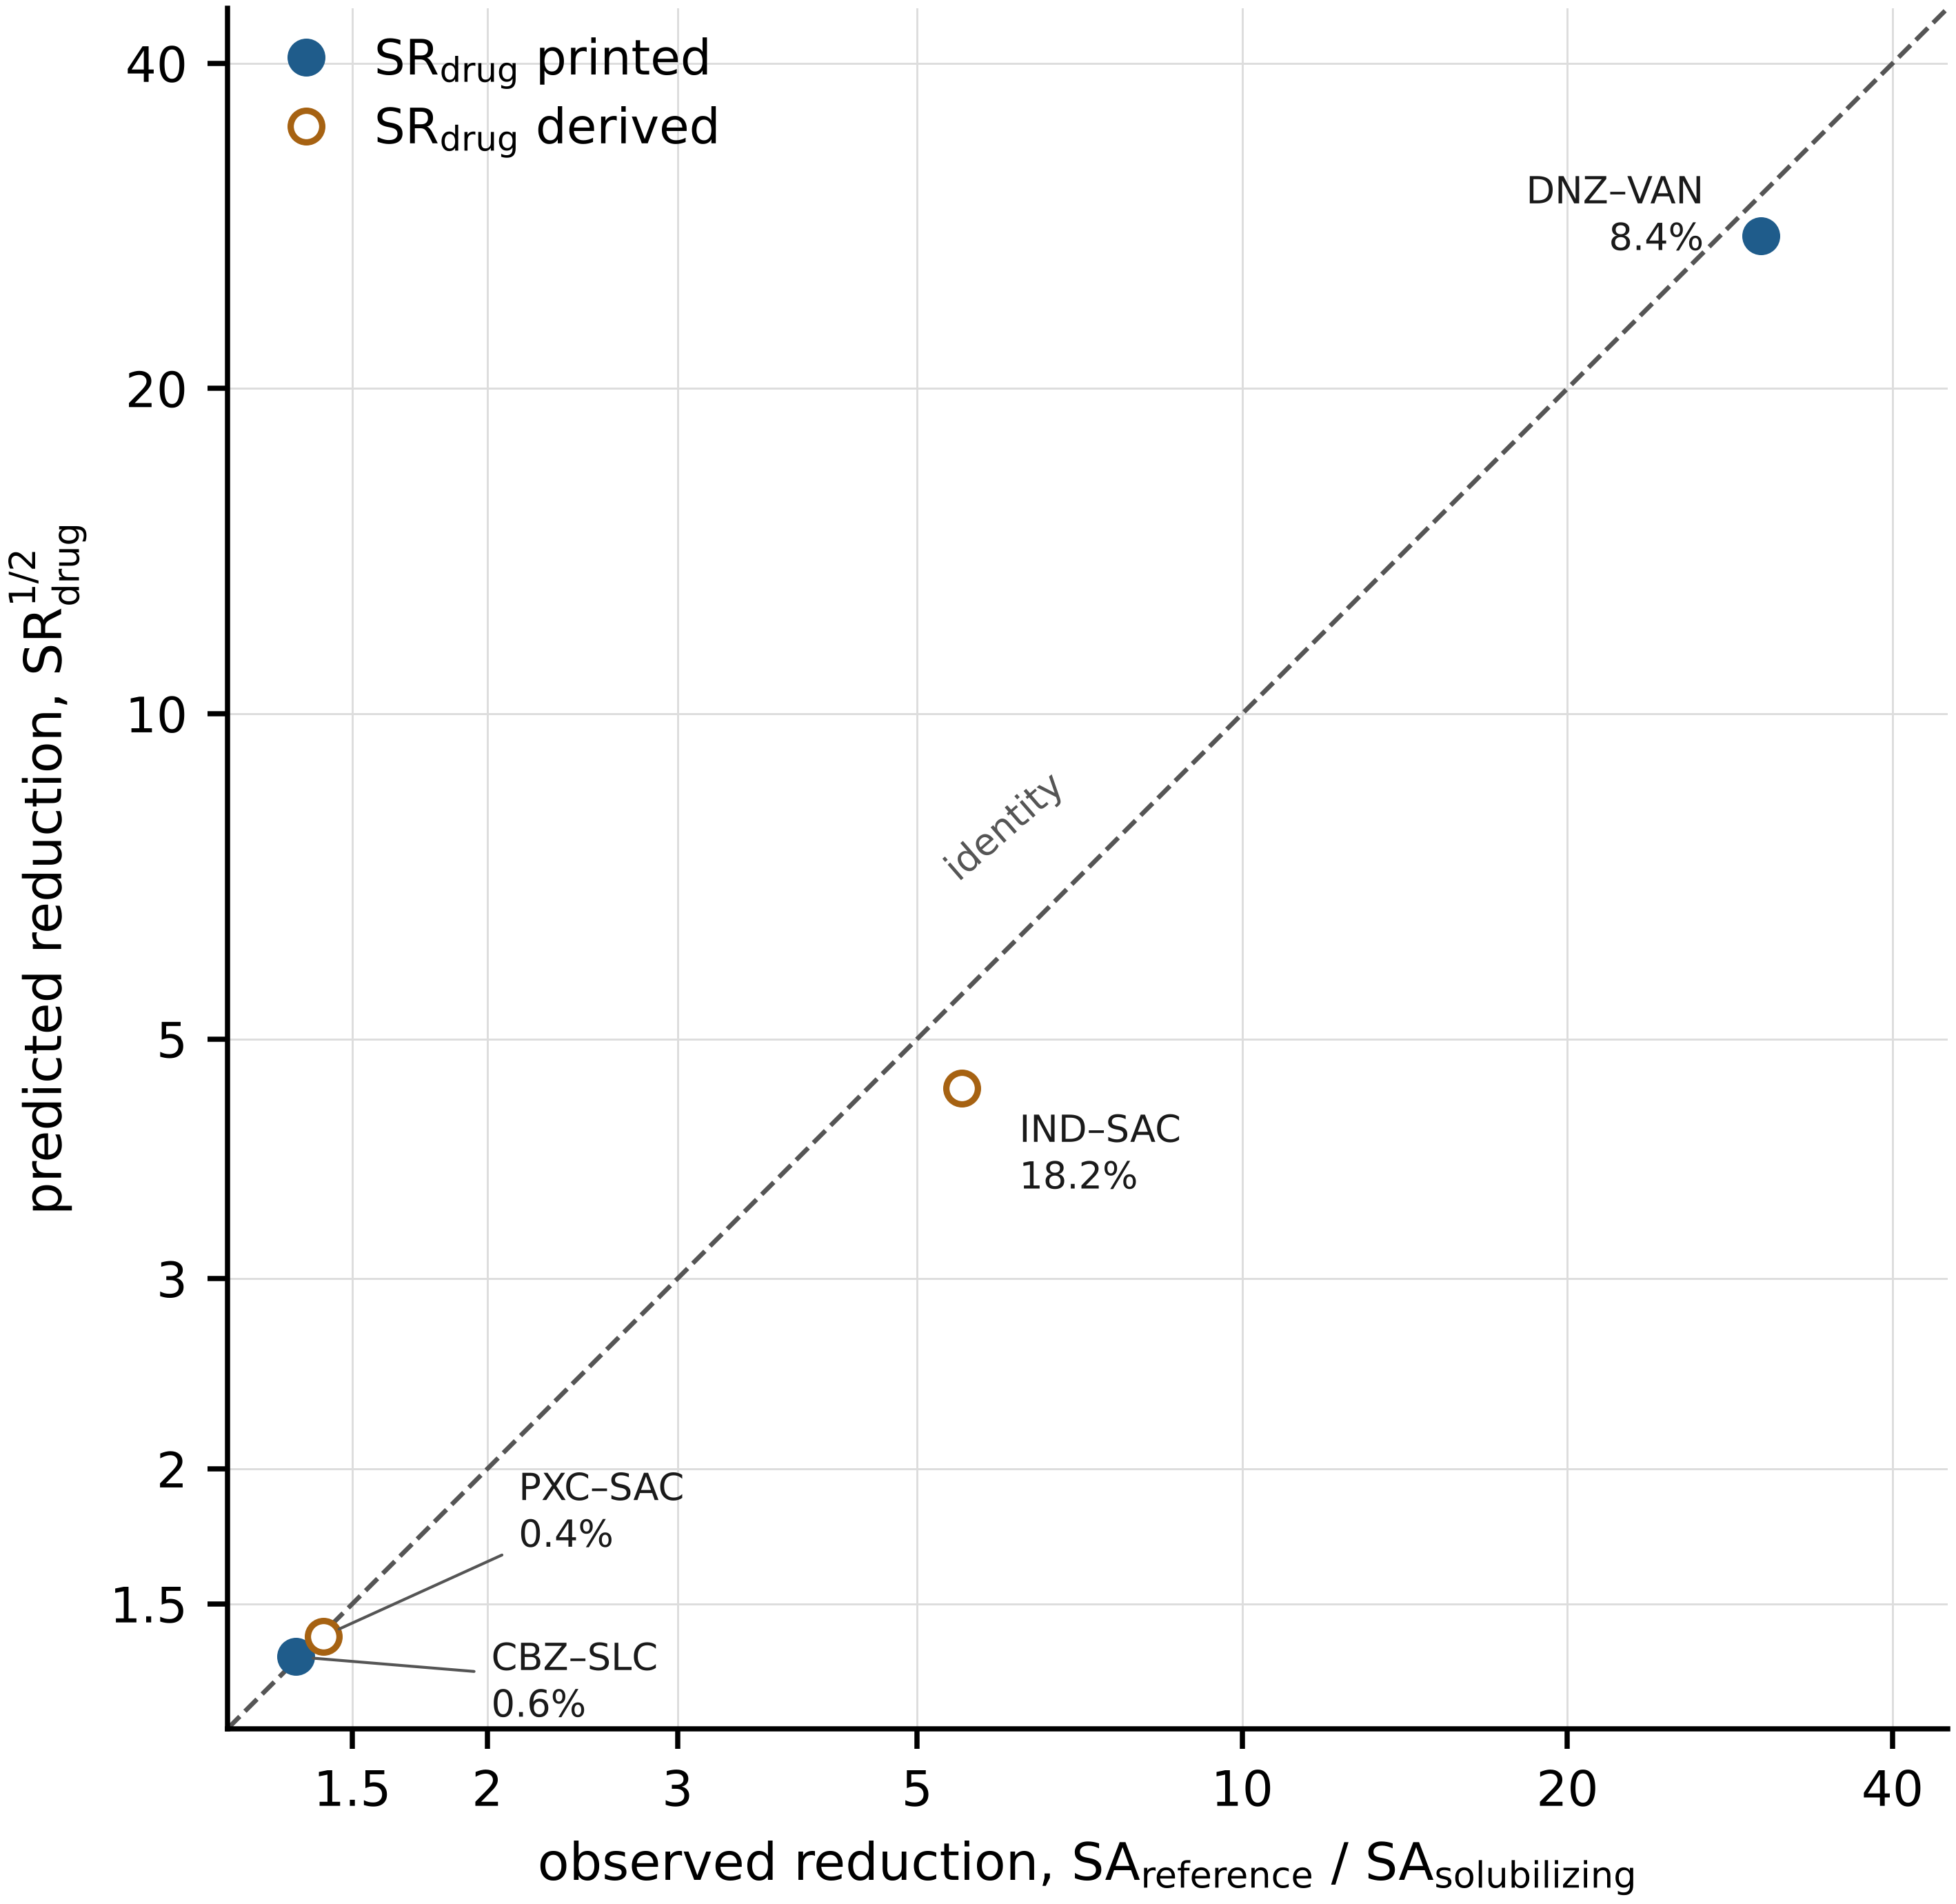 SRdrug printed
SRdrug derived
40
20
10
5
3
2
1.5
predicted reduction, SR1/2drug
DNZ–VAN
8.4%
identity
IND–SAC
18.2%
PXC–SAC
0.4%
CBZ–SLC
0.6%
1.5 2 3 5 10 20 40
observed reduction, SAreference / SAsolubilizing